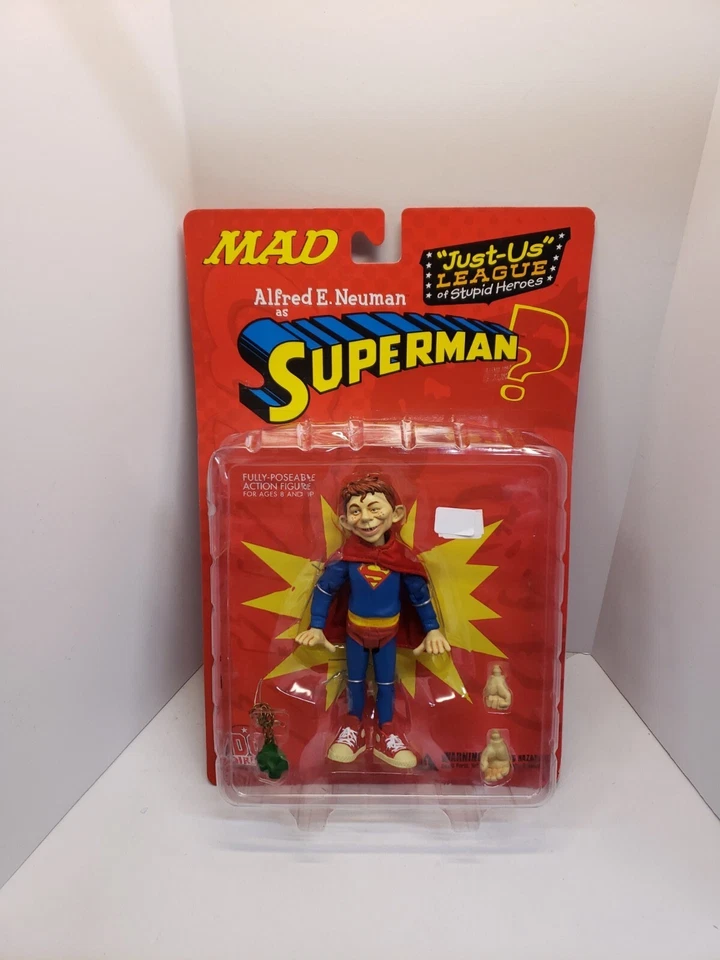 MAD
"Just-Us"
LEAGUE
of Stupid Heroes
Alfred E. Neuman
as
SUPERMAN?
FULLY-POSEABLE
ACTION FIGURE
FOR AGES 8 AND UP
S
WARNING